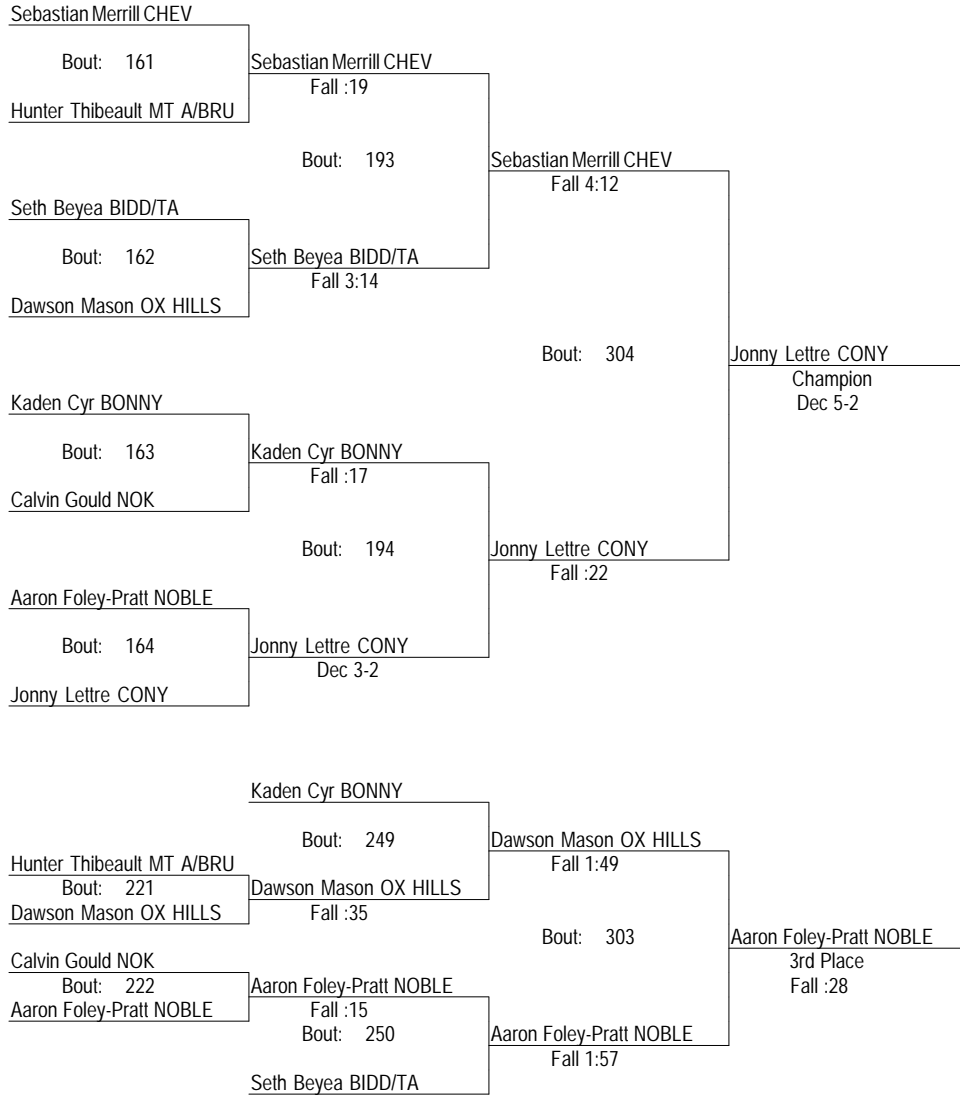 Sebastian Merrill CHEV
Bout: 161
Sebastian Merrill CHEV
Fall :19
Hunter Thibeault MT A/BRU
Bout: 193
Sebastian Merrill CHEV
Fall 4:12
Seth Beyea BIDD/TA
Bout: 162
Seth Beyea BIDD/TA
Fall 3:14
Dawson Mason OX HILLS
Bout: 304
Jonny Lettre CONY
Champion
Dec 5-2
Kaden Cyr BONNY
Bout: 163
Kaden Cyr BONNY
Fall :17
Calvin Gould NOK
Bout: 194
Jonny Lettre CONY
Fall :22
Aaron Foley-Pratt NOBLE
Bout: 164
Jonny Lettre CONY
Dec 3-2
Jonny Lettre CONY
Kaden Cyr BONNY
Bout: 249
Dawson Mason OX HILLS
Fall 1:49
Hunter Thibeault MT A/BRU
Bout: 221
Dawson Mason OX HILLS
Dawson Mason OX HILLS
Fall :35
Bout: 303
Aaron Foley-Pratt NOBLE
3rd Place
Fall :28
Calvin Gould NOK
Bout: 222
Aaron Foley-Pratt NOBLE
Aaron Foley-Pratt NOBLE
Fall :15
Bout: 250
Aaron Foley-Pratt NOBLE
Fall 1:57
Seth Beyea BIDD/TA